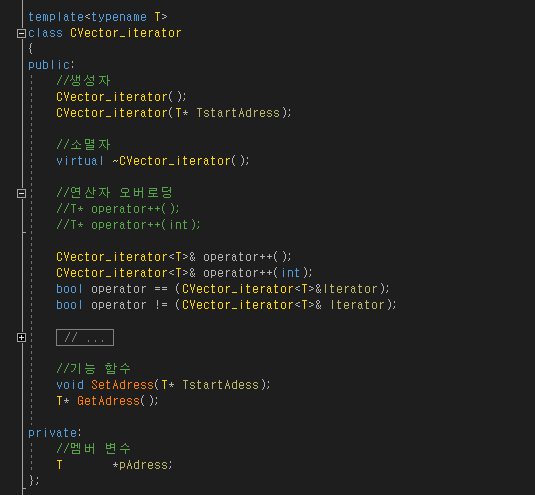 template<typename T>
class CVector_iterator
{
public:
//생성자
CVector_iterator();
CVector_iterator(T* TstartAdress);
//소멸자
virtual ~CVector_iterator();
//연산자 오버로딩
//T* operator++();
//T* operator++(int);
CVector_iterator<T>& operator++();
CVector_iterator<T>& operator++(int);
bool operator == (CVector_iterator<T>&Iterator);
bool operator != (CVector_iterator<T>& Iterator);
// ...
//기능 함수
void SetAdress(T* TstartAdess);
T* GetAdress();
private:
//멤버 변수
T *pAdress;
};